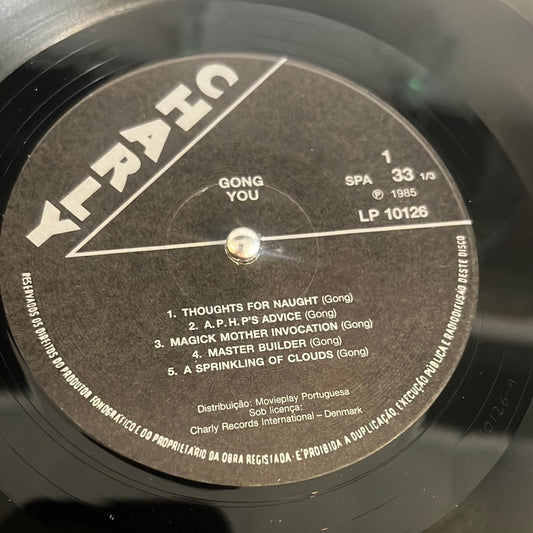 CHARLY
GONG
YOU
1
SPA 33 1/3
Ⓟ 1985
LP 10126
1. THOUGHTS FOR NAUGHT (Gong)
2. A.P.H.P'S ADVICE (Gong)
3. MAGICK MOTHER INVOCATION (Gong)
4. MASTER BUILDER (Gong)
5. A SPRINKLING OF CLOUDS (Gong)
Distribuição: Movieplay Portuguesa
Sob licença:
Charly Records International – Denmark
RESERVADOS OS DIREITOS DO PRODUTOR FONOGRÁFICO E DO PROPRIETÁRIO DA OBRA REGISTADA · É PROIBIDA A DUPLICAÇÃO, EXECUÇÃO PÚBLICA E RADIODIFUSÃO DESTE DISCO